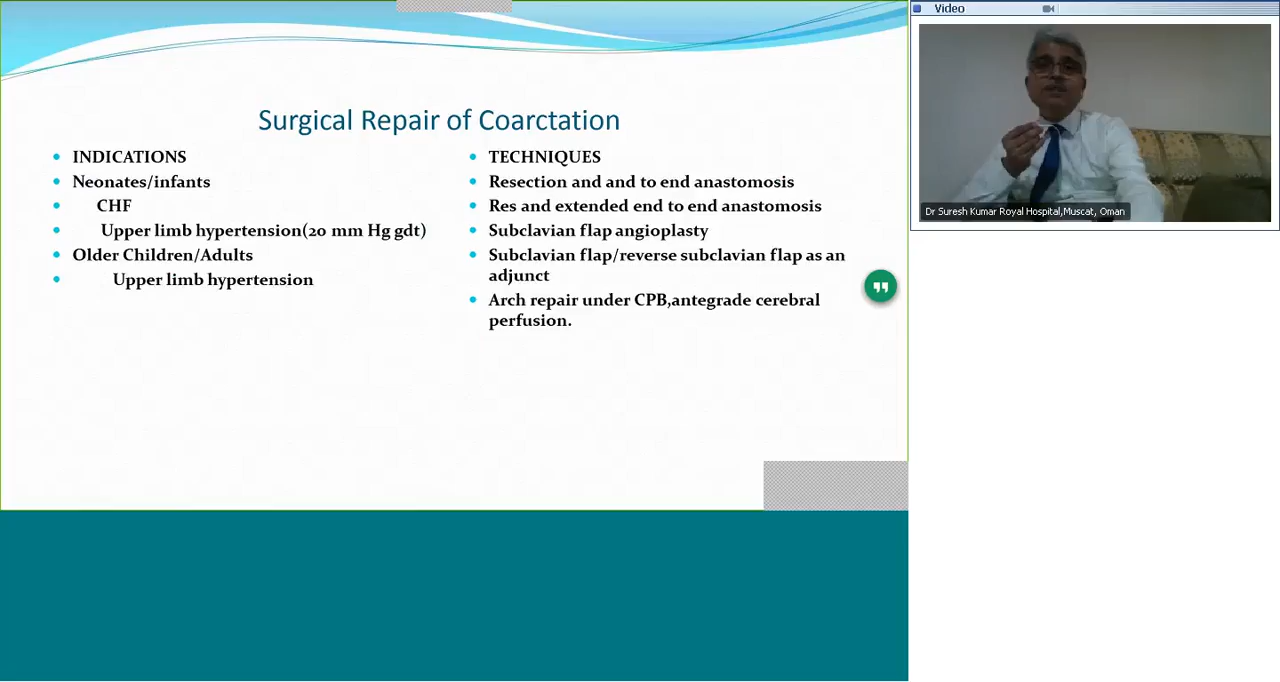 Surgical Repair of Coarctation
INDICATIONS
Neonates/infants
CHF
Upper limb hypertension(20 mm Hg gdt)
Older Children/Adults
Upper limb hypertension
TECHNIQUES
Resection and and to end anastomosis
Res and extended end to end anastomosis
Subclavian flap angioplasty
Subclavian flap/reverse subclavian flap as an
adjunct
Arch repair under CPB,antegrade cerebral
perfusion.
Video
Dr Suresh Kumar Royal Hospital,Muscat, Oman